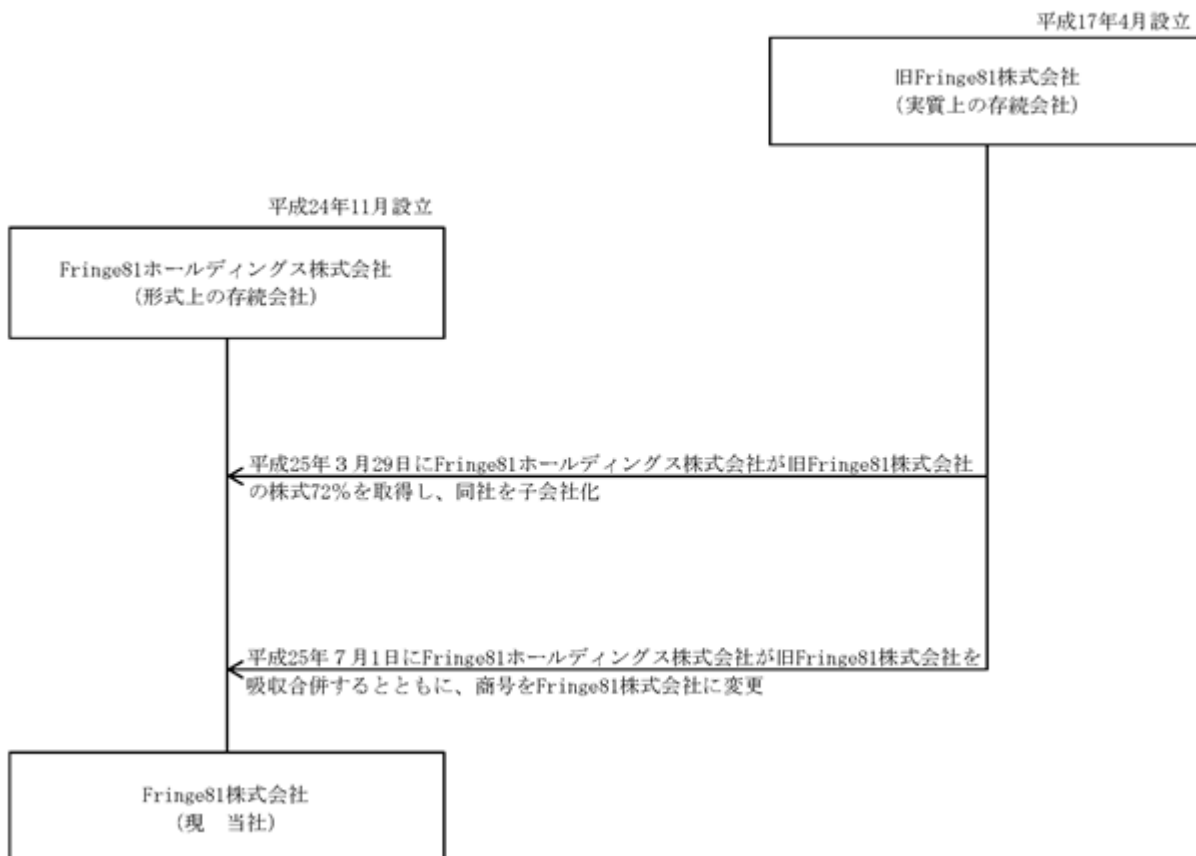 平成17年4月設立
旧Fringe81株式会社
(実質上の存続会社)
平成24年11月設立
Fringe81ホールディングス株式会社
(形式上の存続会社)
平成25年3月29日にFringe81ホールディングス株式会社が旧Fringe81株式会社
の株式72%を取得し、同社を子会社化
平成25年7月1日にFringe81ホールディングス株式会社が旧Fringe81株式会社を
吸収合併するとともに、商号をFringe81株式会社に変更
Fringe81株式会社
(現　当社)